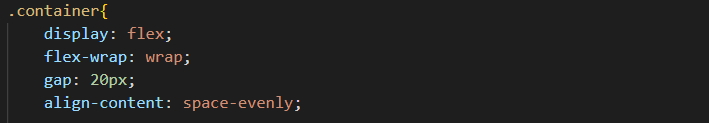 .container{
    display: flex;
    flex-wrap: wrap;
    gap: 20px;
    align-content: space-evenly;